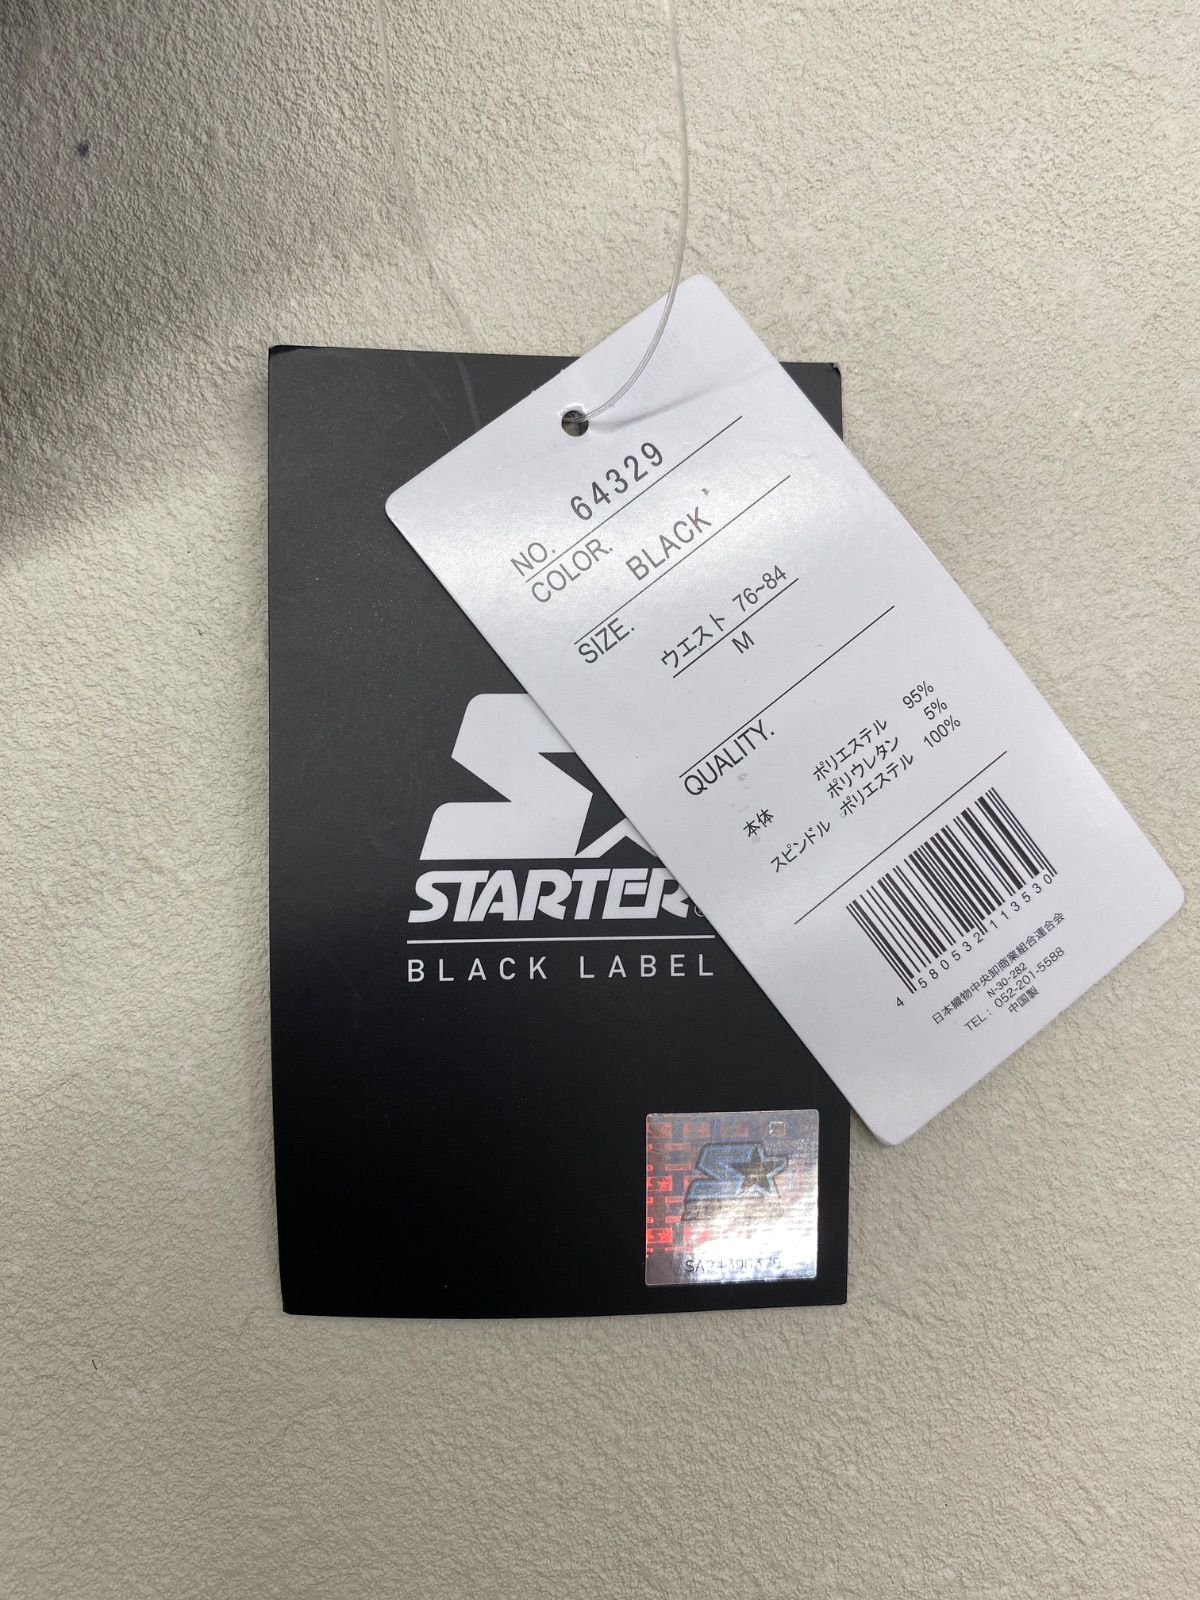 NO. 64329
COLOR. BLACK
SIZE. ウエスト 76~84
M
QUALITY.
本体 ポリエステル 95%
ポリウレタン 5%
スピンドル ポリエステル 100%
4580532113530
日本織物中央卸商業組合連合会
N-30-282
TEL：052-201-5588
中国製
STARTER
BLACK LABEL